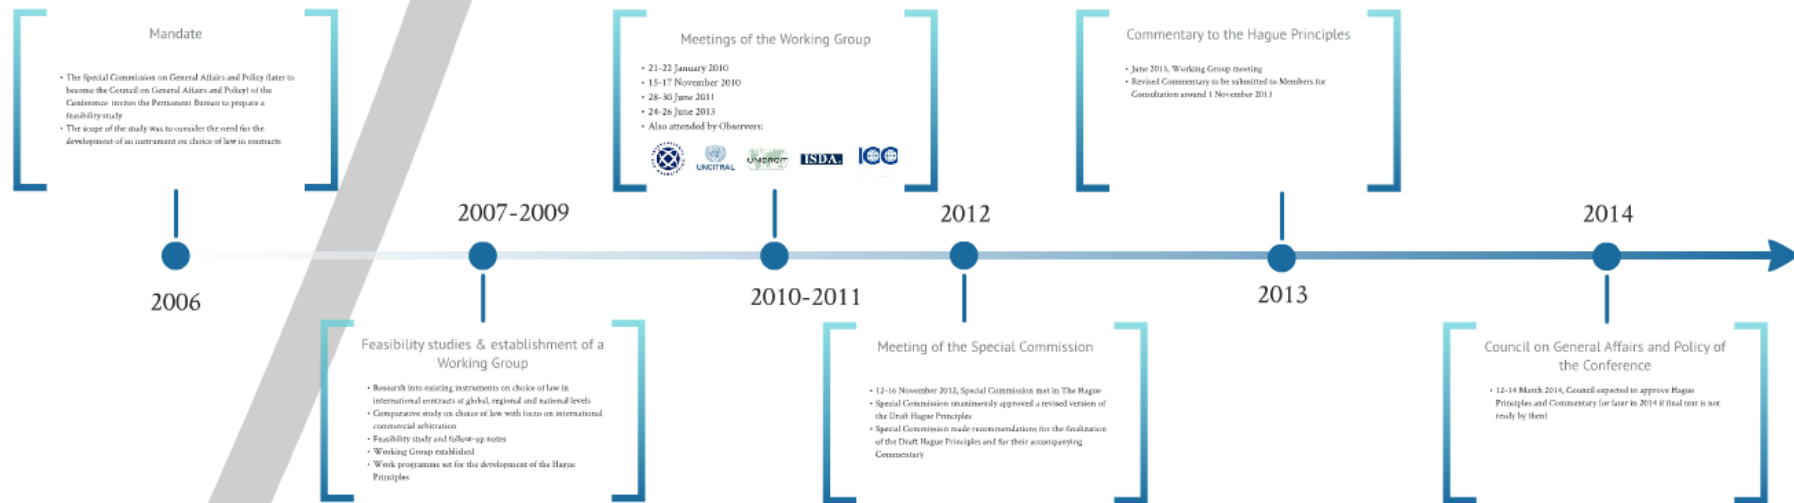 Mandate
• The Special Commission on General Affairs and Policy (later to
become the Council on General Affairs and Policy) of the
Conference invites the Permanent Bureau to prepare a
feasibility study
• The scope of the study was to consider the need for the
development of an instrument on choice of law in contracts
2006
2007-2009
Feasibility studies & establishment of a
Working Group
• Research into existing instruments on choice of law in
international contracts at global, regional and national levels
• Comparative study on choice of law with focus on international
commercial arbitration
• Feasibility study and follow-up notes
• Working Group established
• Work programme set for the development of the Hague
Principles
Meetings of the Working Group
• 21-22 January 2010
• 15-17 November 2010
• 28-30 June 2011
• 24-26 June 2013
• Also attended by Observers:
UNCITRAL
UNIDROIT
ISDA.
ICC
2010-2011
2012
Meeting of the Special Commission
• 12-16 November 2012, Special Commission met in The Hague
• Special Commission unanimously approved a revised version of
the Draft Hague Principles
• Special Commission made recommendations for the finalization
of the Draft Hague Principles and for their accompanying
Commentary
Commentary to the Hague Principles
• June 2013, Working Group meeting
• Revised Commentary to be submitted to Members for
Consultation around 1 November 2013
2013
2014
Council on General Affairs and Policy of
the Conference
• 12-14 March 2014, Council expected to approve Hague
Principles and Commentary for later in 2014 if final text is not
ready by then)